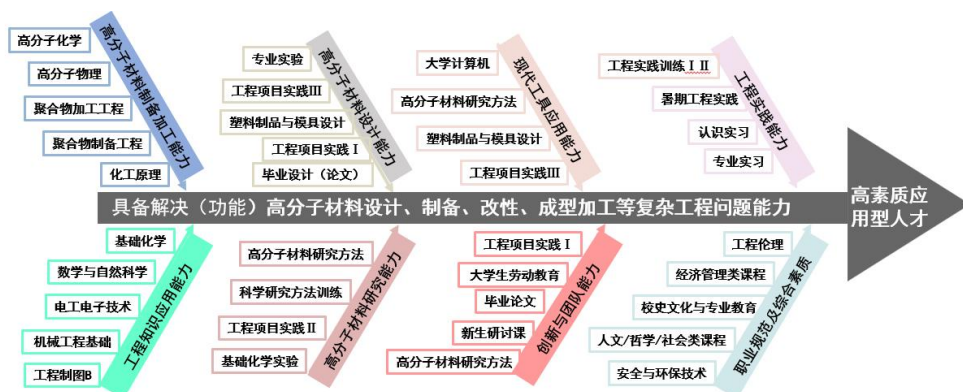 高分子化学
高分子物理
聚合物加工工程
聚合物制备工程
化工原理
高分子材料制备加工能力
专业实验
工程项目实践Ⅲ
塑料制品与模具设计
工程项目实践Ⅰ
毕业设计（论文）
高分子材料设计能力
大学计算机
高分子材料研究方法
塑料制品与模具设计
工程项目实践Ⅲ
现代工具应用能力
工程实践训练ⅠⅡ
暑期工程实践
认识实习
专业实习
工程实践能力
具备解决（功能）高分子材料设计、制备、改性、成型加工等复杂工程问题能力
高素质应
用型人才
基础化学
数学与自然科学
电工电子技术
机械工程基础
工程制图B
工程知识应用能力
高分子材料研究方法
科学研究方法训练
工程项目实践Ⅱ
基础化学实验
高分子材料研究能力
工程项目实践Ⅰ
大学生劳动教育
毕业论文
新生研讨课
高分子材料研究方法
创新与团队能力
工程伦理
经济管理类课程
校史文化与专业教育
人文/哲学/社会类课程
安全与环保技术
职业规范及综合素质